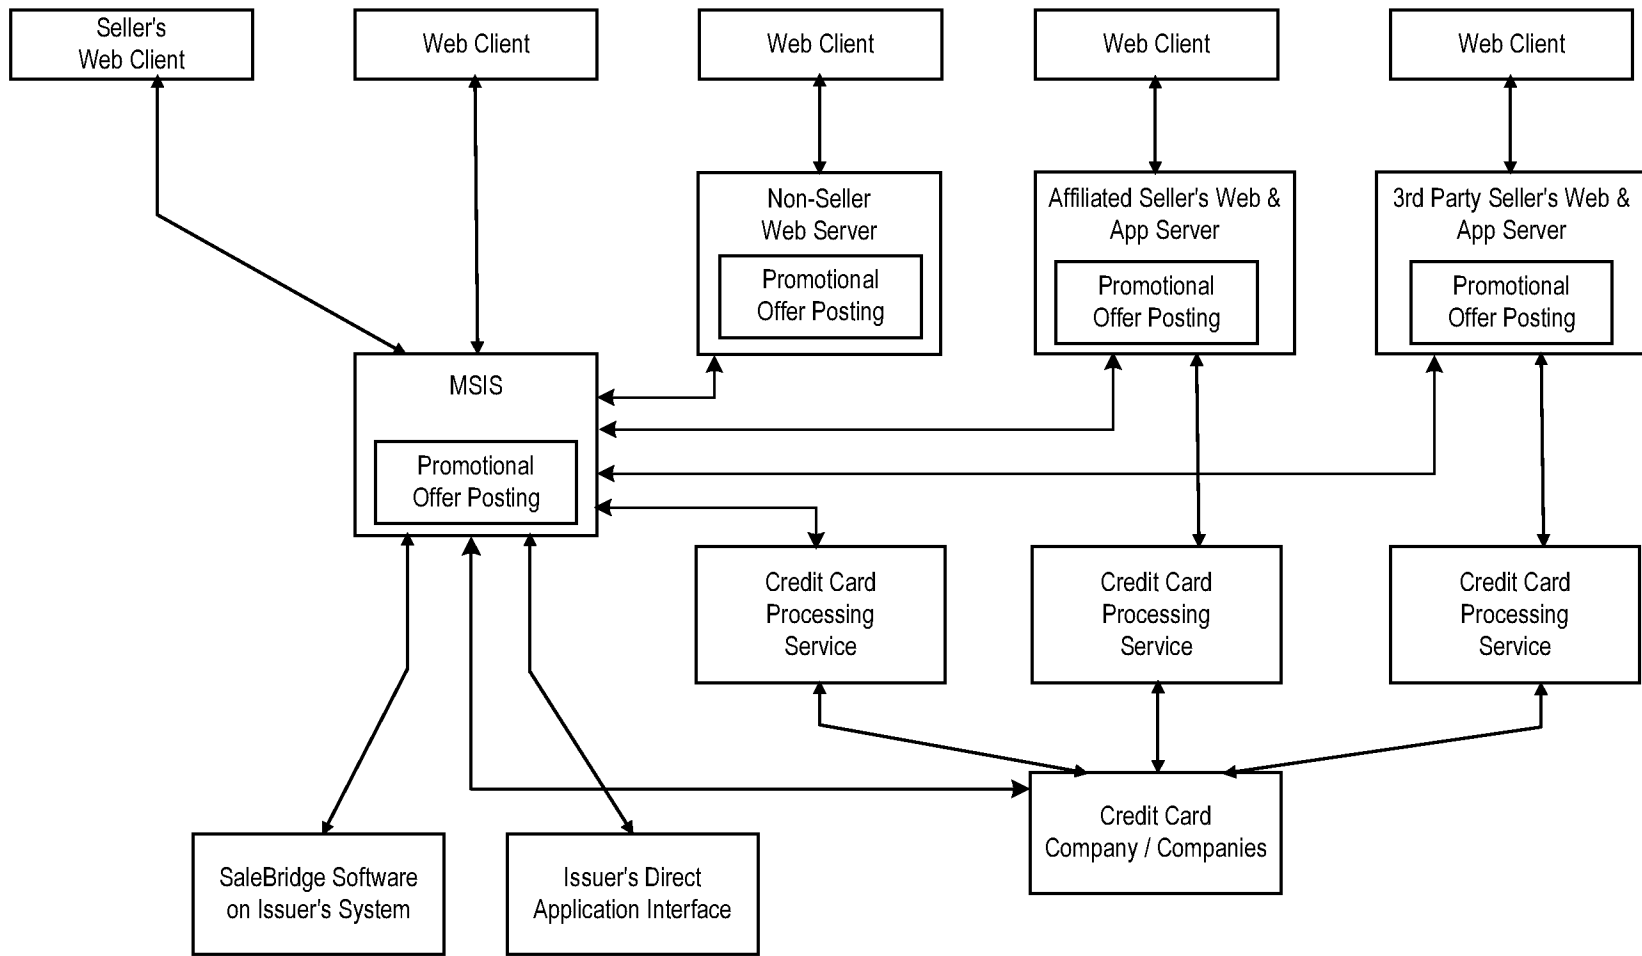 Seller's
Web Client
Web Client
Web Client
Web Client
Web Client
Non-Seller
Web Server
Promotional
Offer Posting
Affiliated Seller's Web &
App Server
Promotional
Offer Posting
3rd Party Seller's Web &
App Server
Promotional
Offer Posting
MSIS
Promotional
Offer Posting
Credit Card
Processing
Service
Credit Card
Processing
Service
Credit Card
Processing
Service
SaleBridge Software
on Issuer's System
Issuer's Direct
Application Interface
Credit Card
Company / Companies